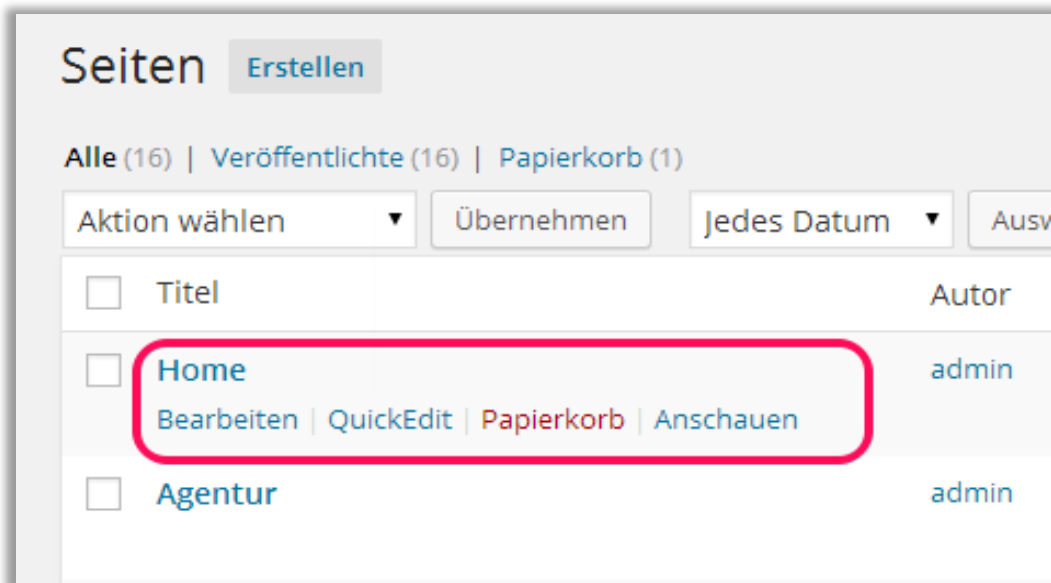 Seiten Erstellen
Alle (16) | Veröffentlichte (16) | Papierkorb (1)
Aktion wählen Übernehmen Jedes Datum
Titel Autor
Home admin
Bearbeiten | QuickEdit | Papierkorb | Anschauen
Agentur admin